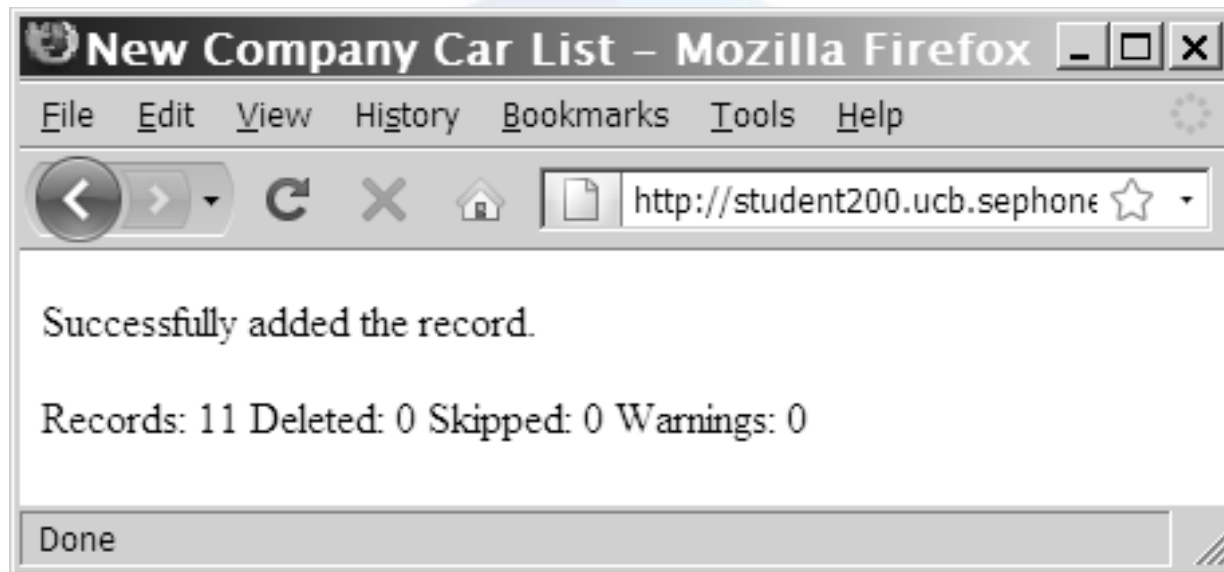 New Company Car List – Mozilla Firefox
File Edit View History Bookmarks Tools Help
http://student200.ucb.sephone
Successfully added the record.
Records: 11 Deleted: 0 Skipped: 0 Warnings: 0
Done